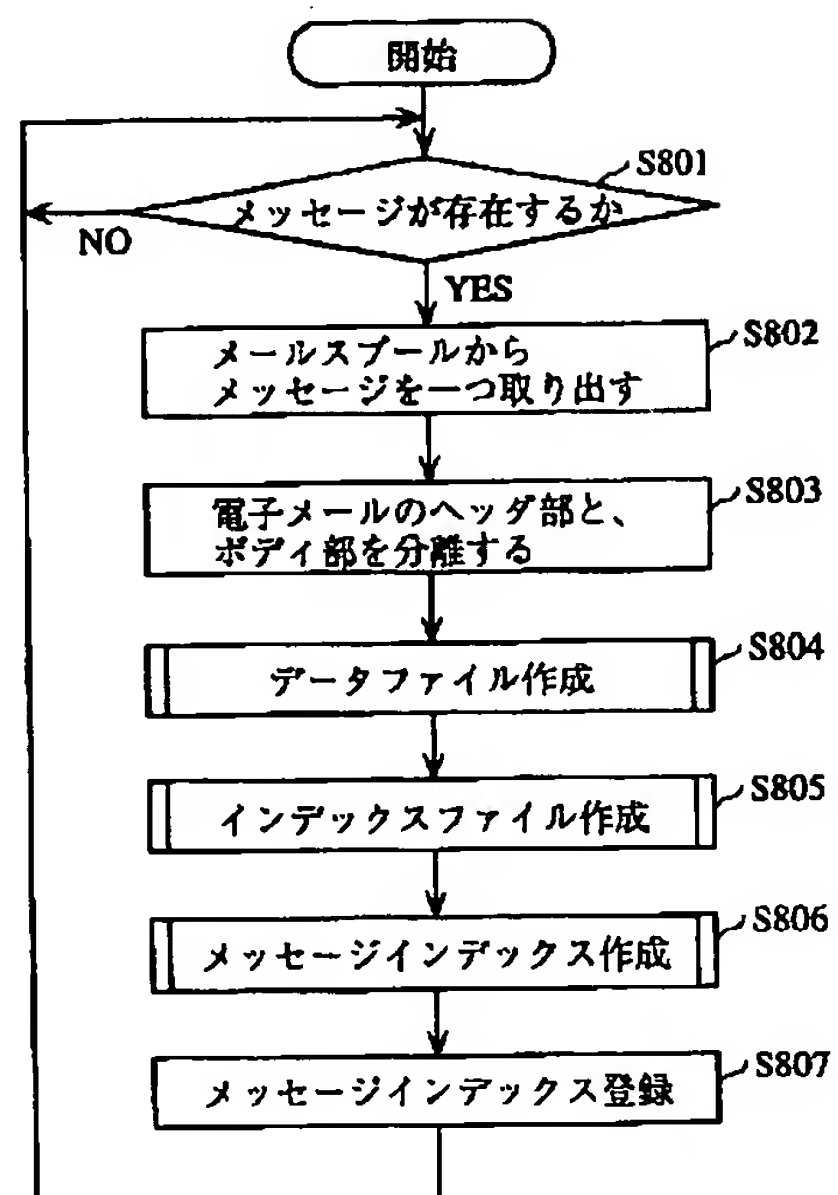 開始
S801
メッセージが存在するか
NO
YES
S802
メールスプールから
メッセージを一つ取り出す
S803
電子メールのヘッダ部と、
ボディ部を分離する
S804
データファイル作成
S805
インデックスファイル作成
S806
メッセージインデックス作成
S807
メッセージインデックス登録